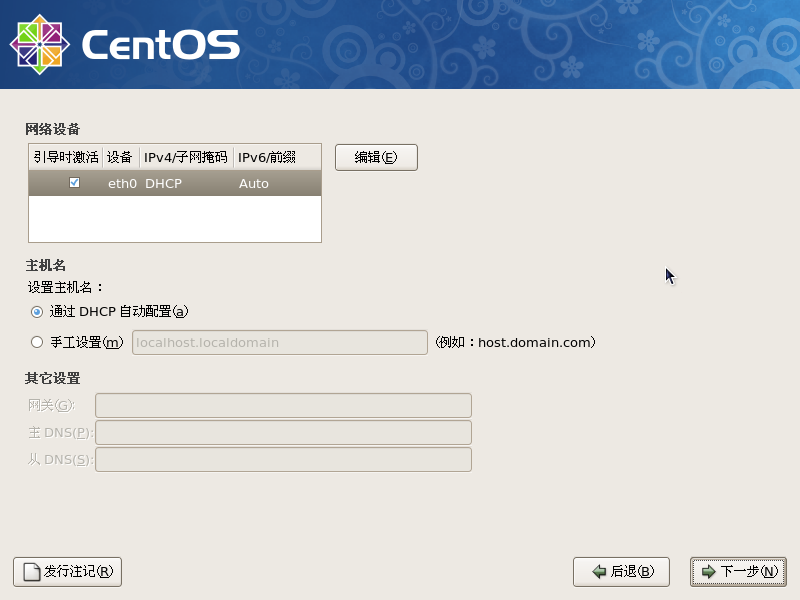 CentOS
网络设备
引导时激活 设备 IPv4/子网掩码 IPv6/前缀
eth0 DHCP Auto
编辑(E)
主机名
设置主机名：
通过 DHCP 自动配置(a)
手工设置(m) localhost.localdomain (例如：host.domain.com)
其它设置
网关(G):
主 DNS(P):
从 DNS(S):
发行注记(R) 后退(B) 下一步(N)